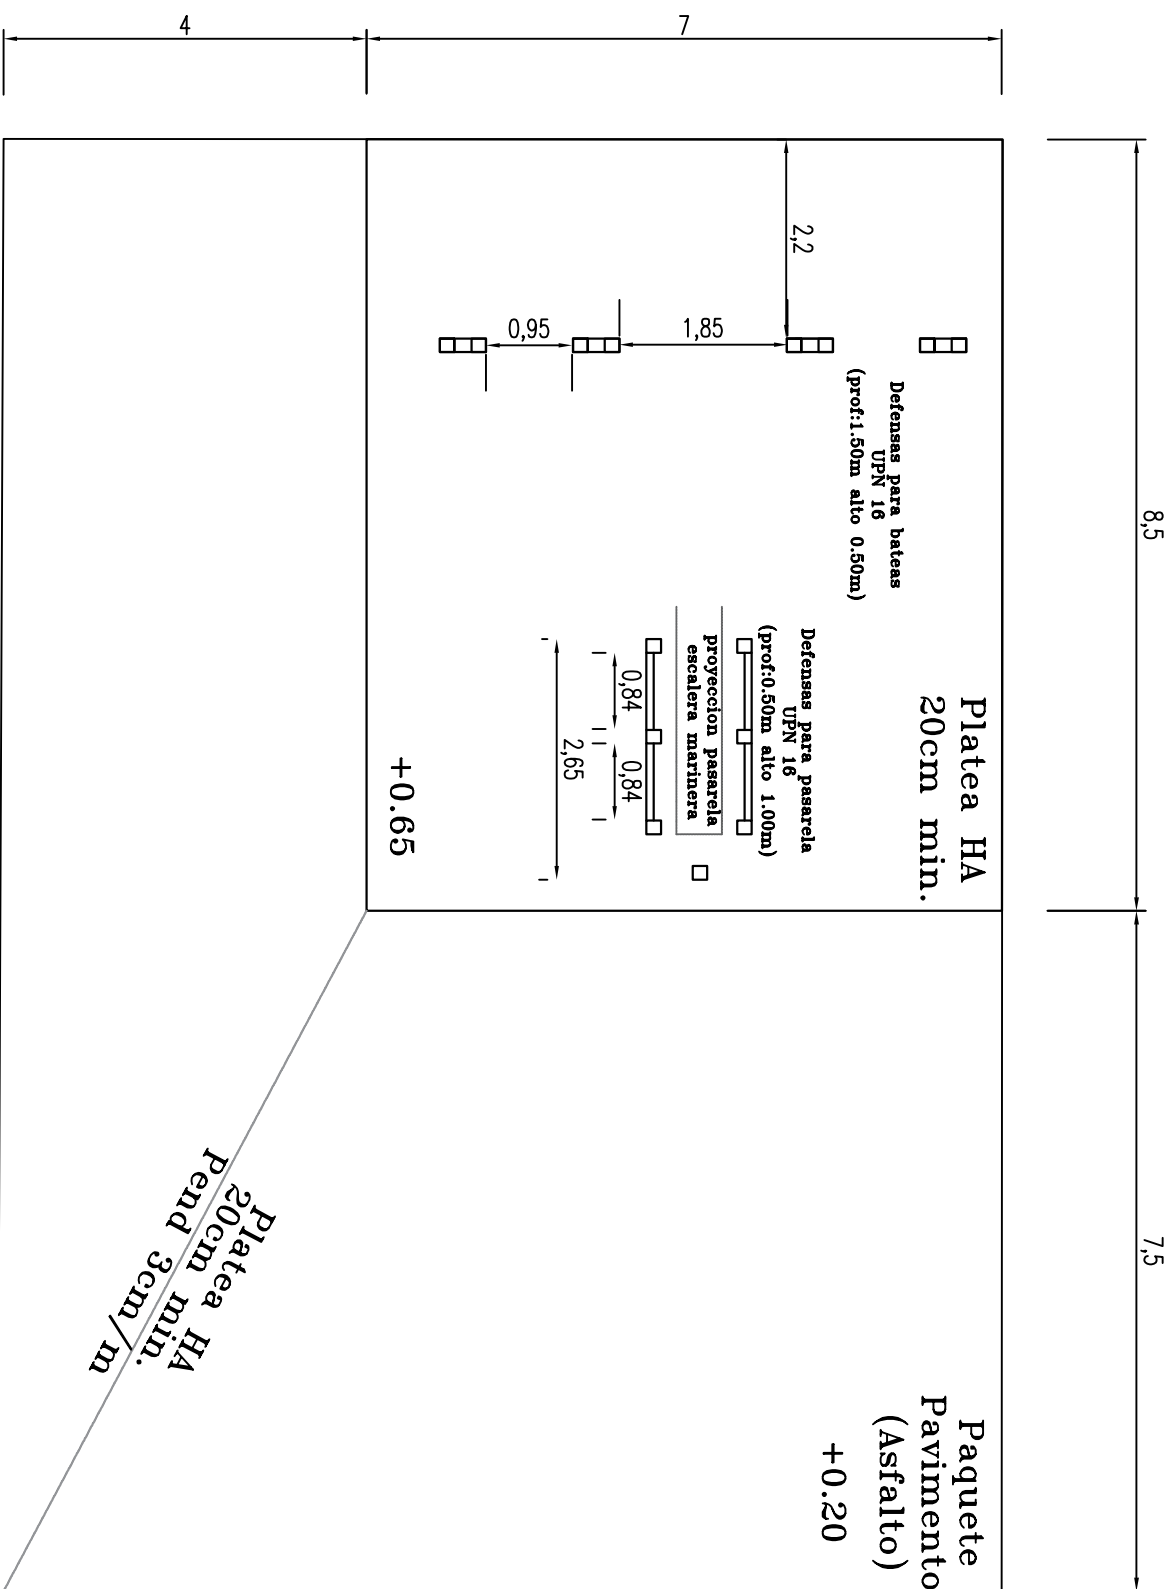 4
7
8,5
7,5
2,2
0,95
1,85
Defensas para bateas
UPN 16
(prof:1.50m alto 0.50m)
Defensas para pasarela
UPN 16
(prof:0.50m alto 1.00m)
proyeccion pasarela
escalera marinera
0,84
0,84
2,65
Platea HA
20cm min.
+0.65
Platea HA
20cm min.
Pend 3cm/m
Paquete
Pavimento
(Asfalto)
+0.20